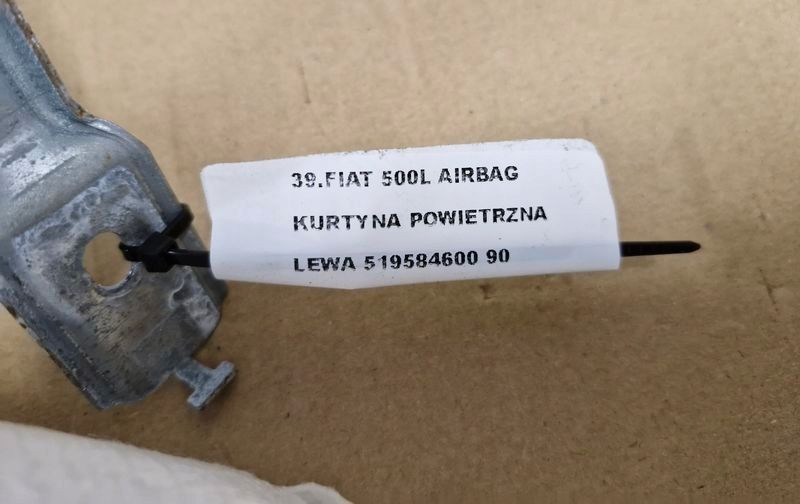 39.FIAT 500L AIRBAG
KURTYNA POWIETRZNA
LEWA 519584600 90